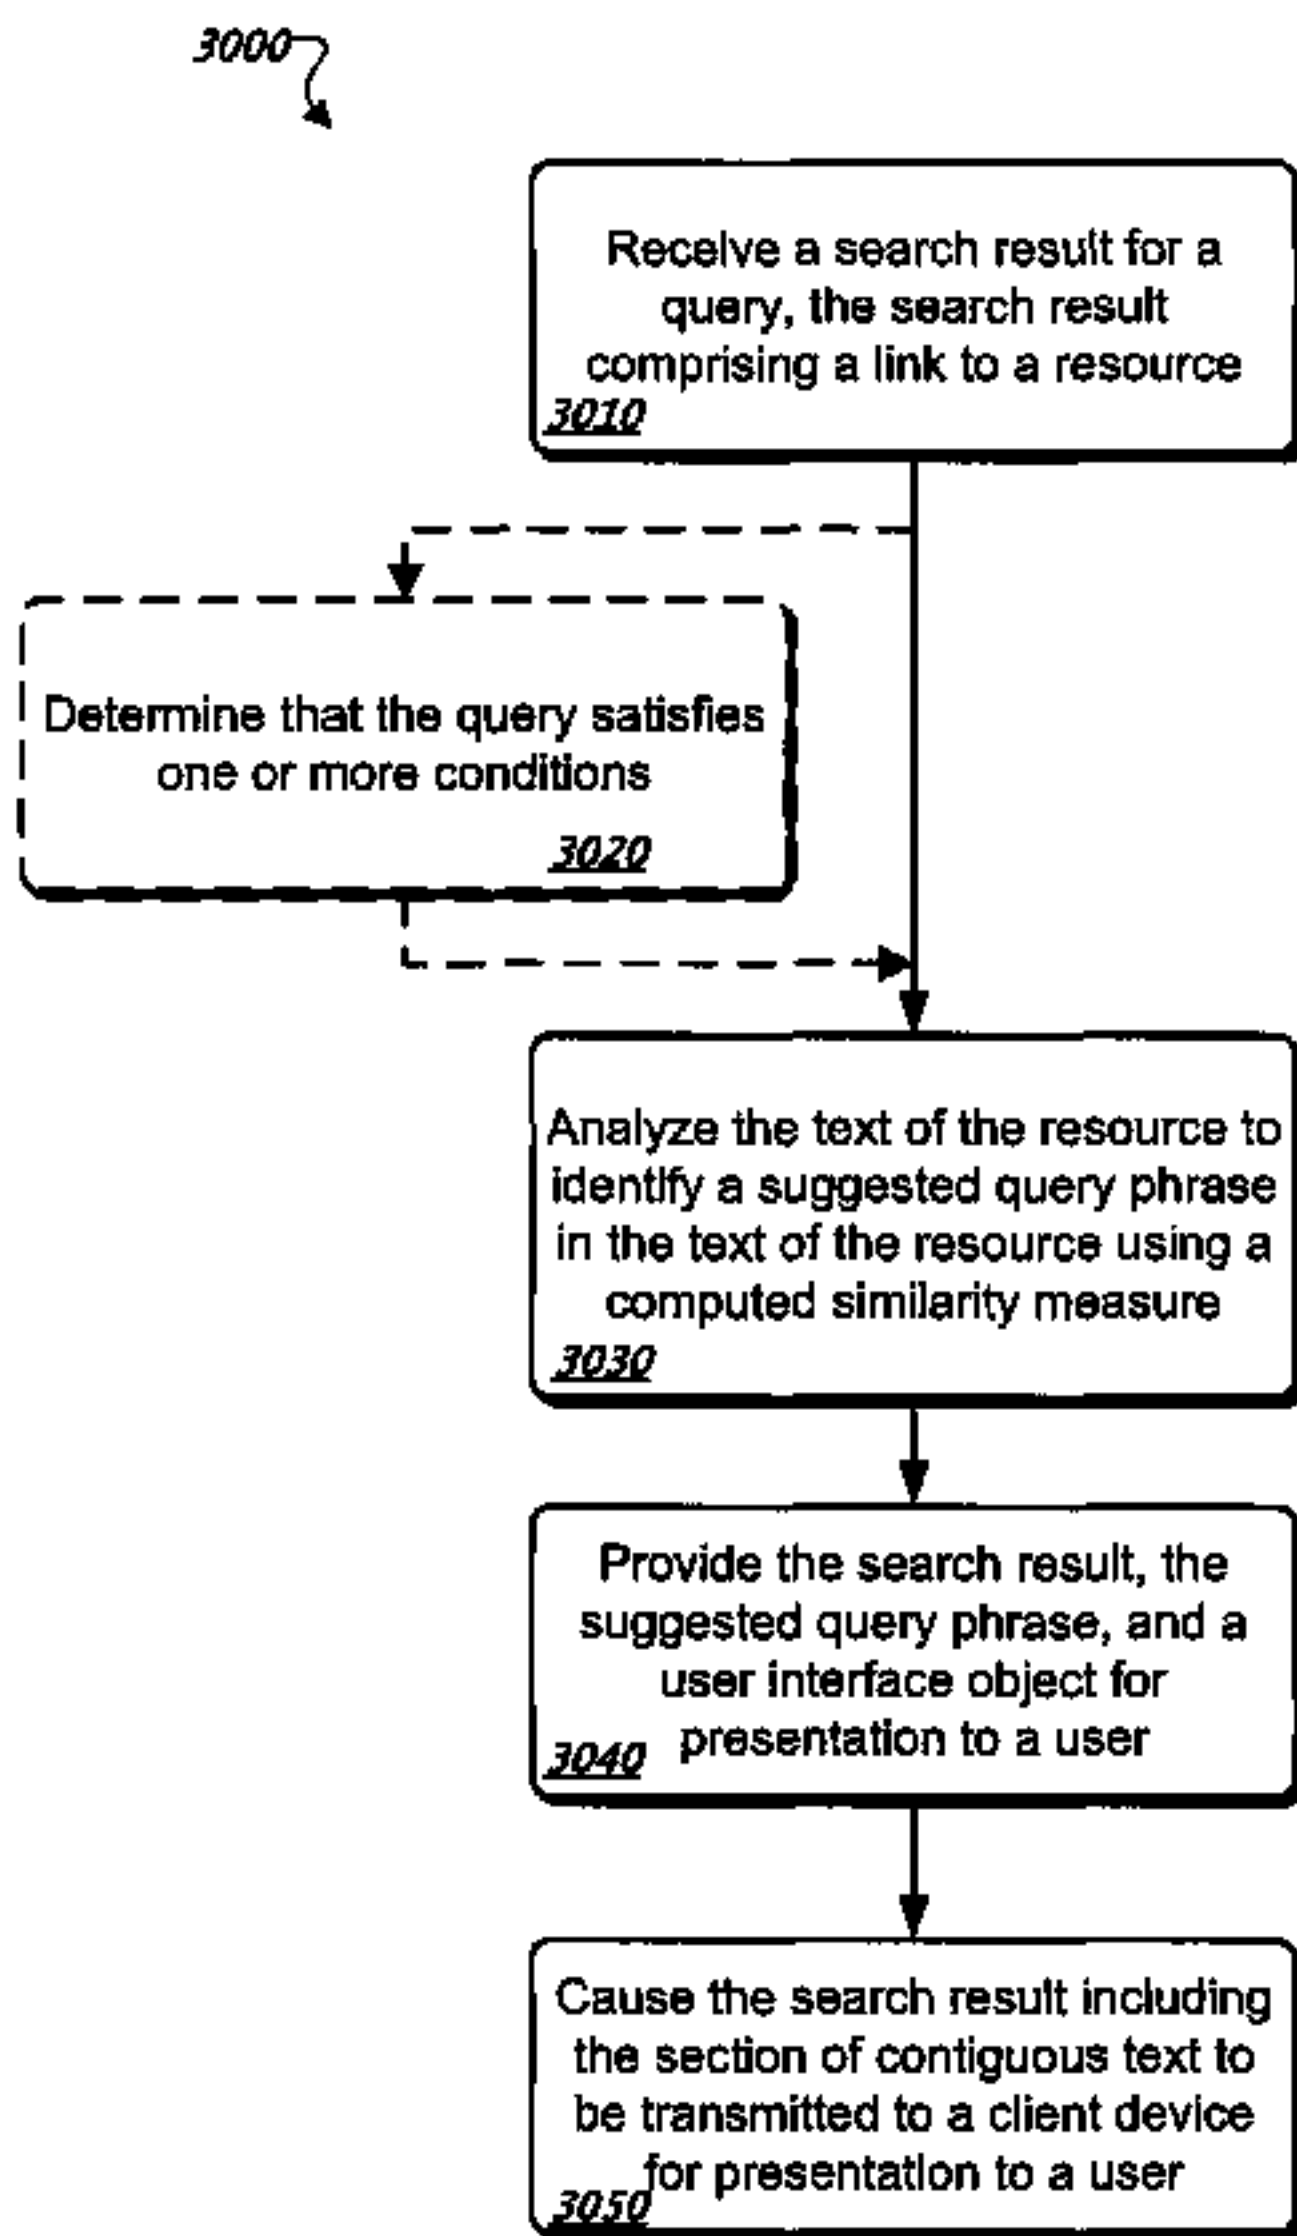 3000
Receive a search result for a
query, the search result
comprising a link to a resource
3010
Determine that the query satisfies
one or more conditions
3020
Analyze the text of the resource to
identify a suggested query phrase
in the text of the resource using a
computed similarity measure
3030
Provide the search result, the
suggested query phrase, and a
user interface object for
presentation to a user
3040
Cause the search result including
the section of contiguous text to
be transmitted to a client device
for presentation to a user
3050